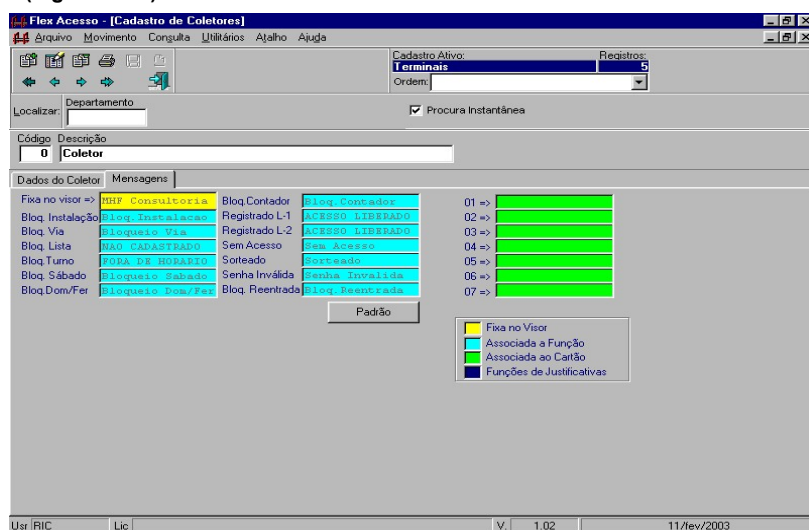 Flex Acesso - [Cadastro de Coletores]
Arquivo Movimento Consulta Utilitários Atalho Ajuda
Cadastro Ativo: Registros:
Terminais 5
Ordem:
Localizar: Departamento
Procura Instantânea
Código Descrição
0 Coletor
Dados do Coletor Mensagens
Fixa no visor => MHF Consultoria Bloq.Contador Bloq.Contador 01 =>
Bloq. Instalação Bloq.Instalacao Registrado L-1 ACESSO LIBERADO 02 =>
Bloq. Via Bloqueio Via Registrado L-2 ACESSO LIBERADO 03 =>
Bloq. Lista NAO CADASTRADO Sem Acesso Sem Acesso 04 =>
Bloq.Turno FORA DE HORARIO Sorteado Sorteado 05 =>
Bloq. Sábado Bloqueio Sabado Senha Inválida Senha Invalida 06 =>
Bloq.Dom/Fer Bloqueio Dom/Fer Bloq. Reentrada Bloq.Reentrada 07 =>
Padrão
Fixa no Visor
Associada a Função
Associada ao Cartão
Funções de Justificativas
Usr RIC Lic V. 1.02 11/fev/2003